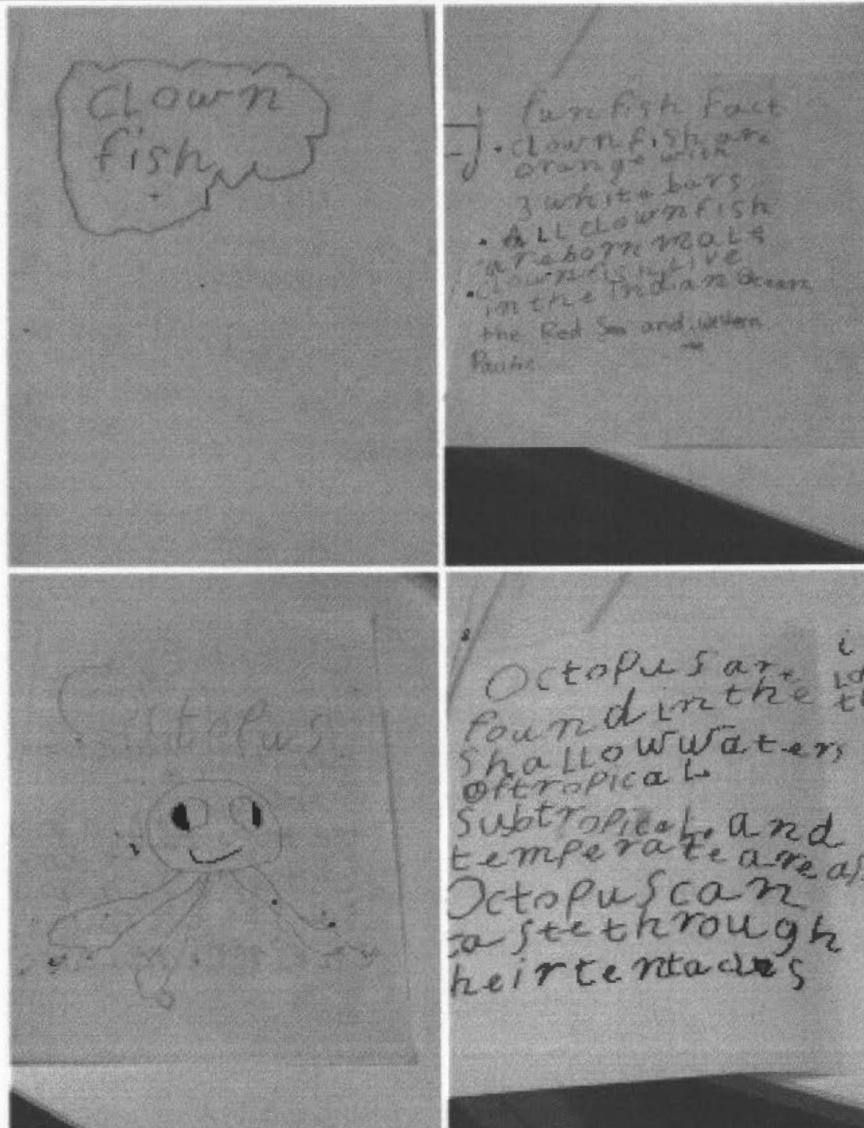 Clown
fish
fun fish fact
• clown fish are
orange with
3 white bars
• All clown fish
are born male
• clown fish live
in the Indian Ocean
the Red Sea and western
Pacific
Octopus
Octopus are
found in the
shallow waters
of tropical
subtropical and
temperate areas
Octopus can
taste through
their tentacles